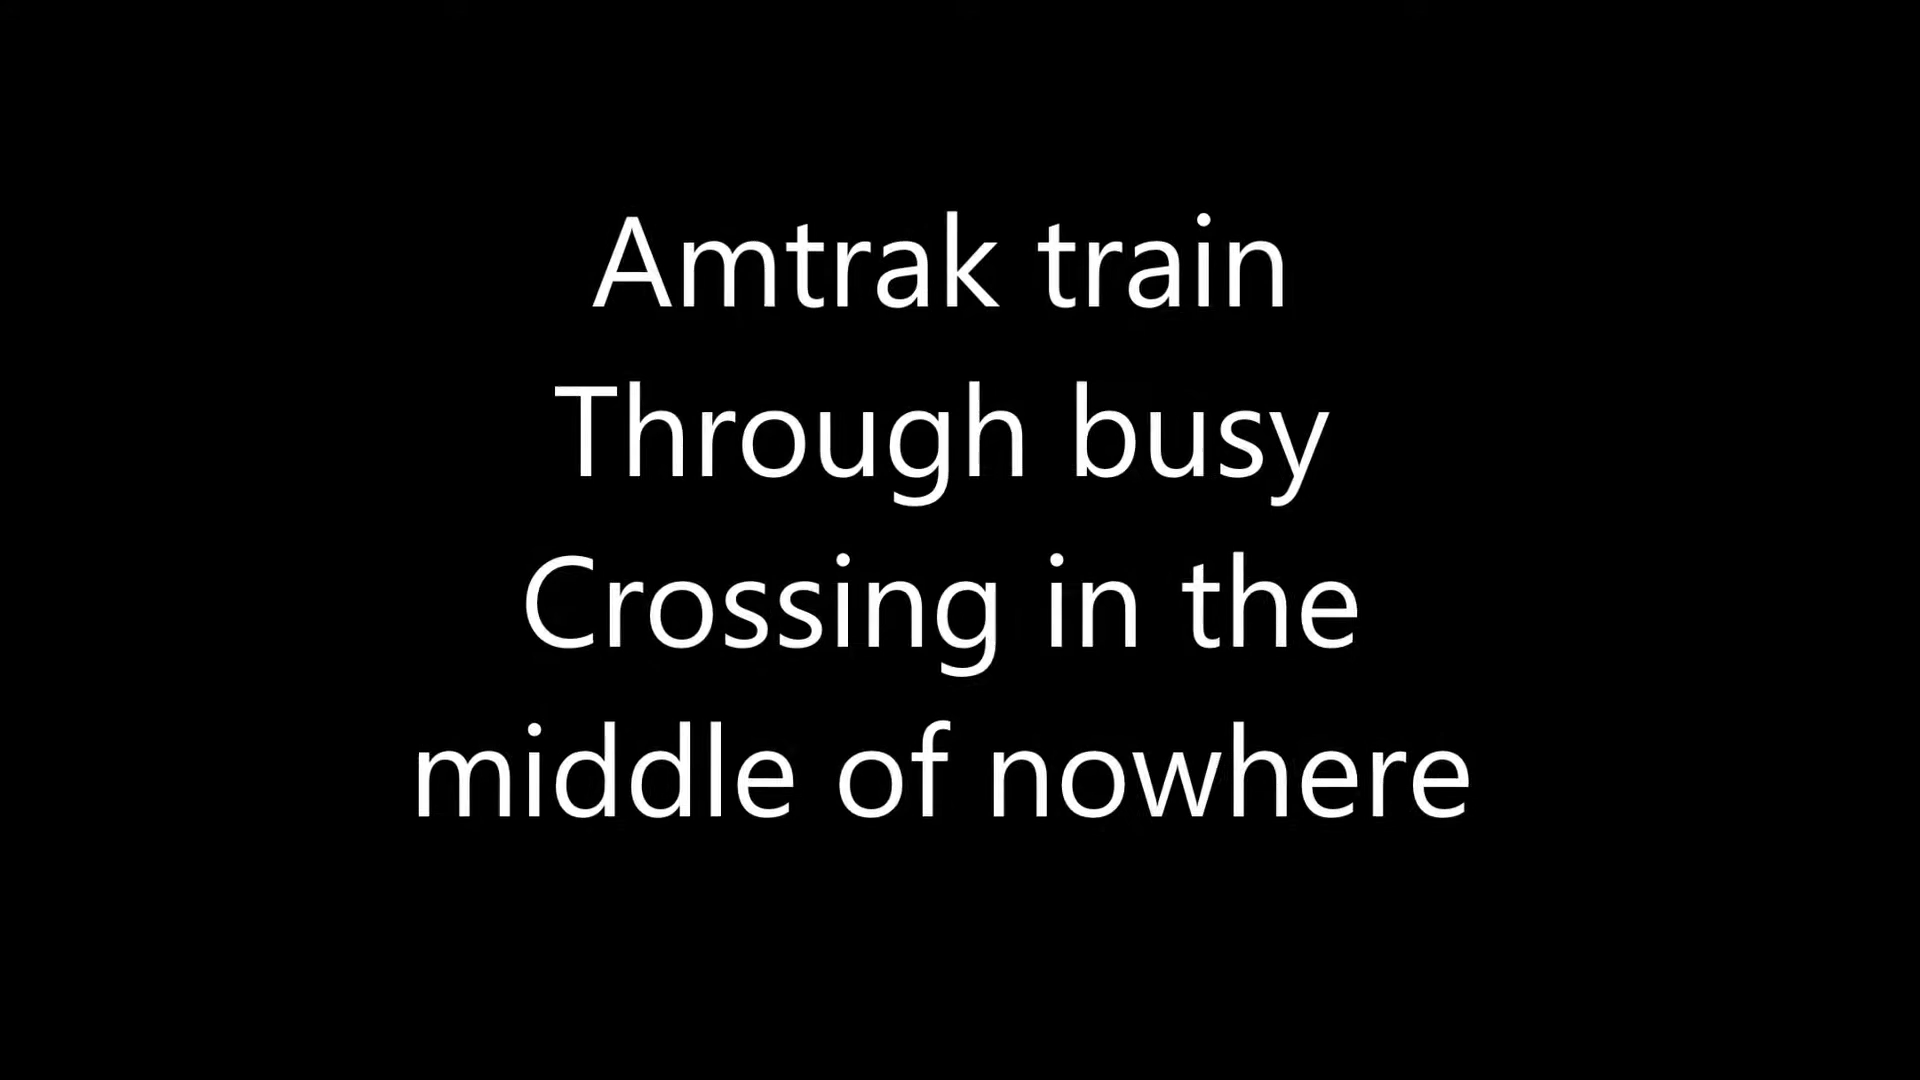 Amtrak train
Through busy
Crossing in the
middle of nowhere